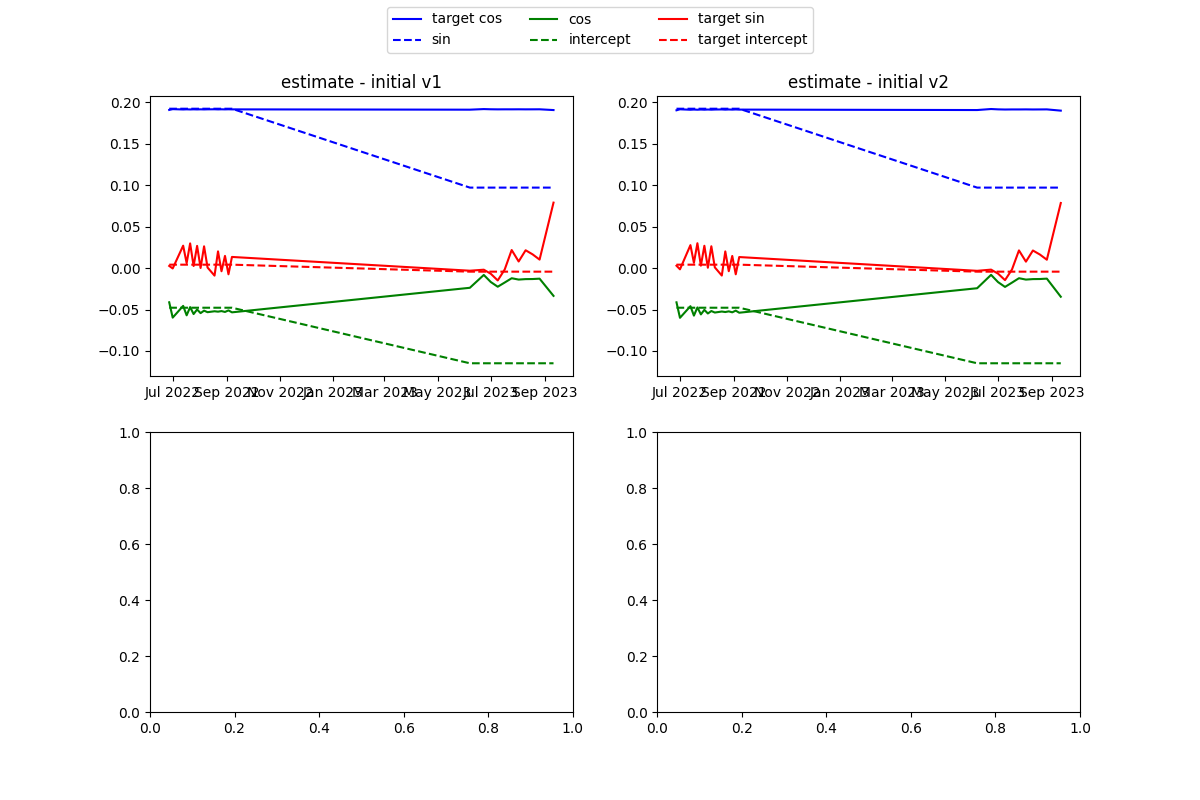 target cos cos target sin
sin intercept target intercept
estimate - initial v1 estimate - initial v2
0.20 0.20
0.15 0.15
0.10 0.10
0.05 0.05
0.00 0.00
−0.05 −0.05
−0.10 −0.10
Jul 2022 Sep 2022 Nov 2022 Jan 2023 Mar 2023 May 2023 Jul 2023 Sep 2023 Jul 2022 Sep 2022 Nov 2022 Jan 2023 Mar 2023 May 2023 Jul 2023 Sep 2023
1.0 1.0
0.8 0.8
0.6 0.6
0.4 0.4
0.2 0.2
0.0 0.0
0.0 0.2 0.4 0.6 0.8 1.0 0.0 0.2 0.4 0.6 0.8 1.0